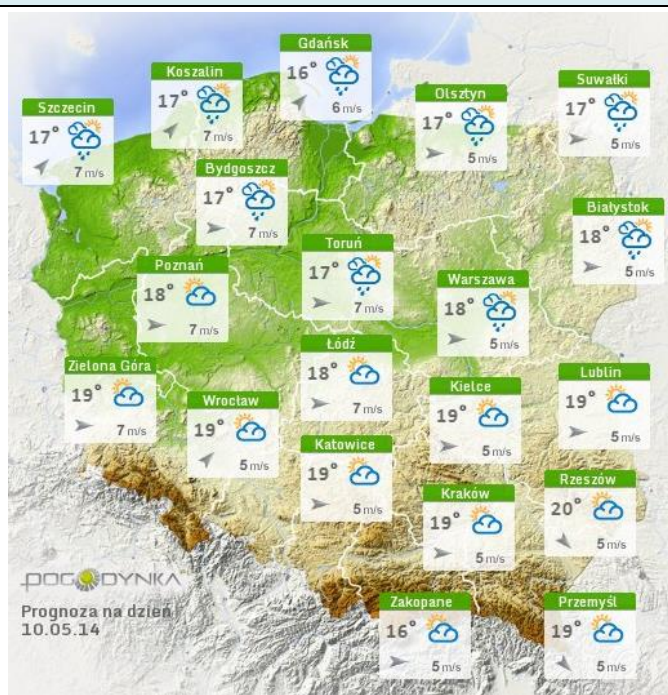 Gdańsk
16°
6 m/s
Koszalin
17°
7 m/s
Suwałki
17°
5 m/s
Olsztyn
17°
5 m/s
Szczecin
17°
7 m/s
Bydgoszcz
17°
7 m/s
Białystok
18°
5 m/s
Toruń
17°
7 m/s
Poznań
18°
7 m/s
Warszawa
18°
5 m/s
Łódź
18°
7 m/s
Zielona Góra
19°
7 m/s
Lublin
19°
5 m/s
Kielce
19°
5 m/s
Wrocław
19°
5 m/s
Katowice
19°
5 m/s
Rzeszów
20°
5 m/s
Kraków
19°
5 m/s
POGODYNKA
Prognoza na dzień
10.05.14
Zakopane
16°
5 m/s
Przemyśl
19°
5 m/s